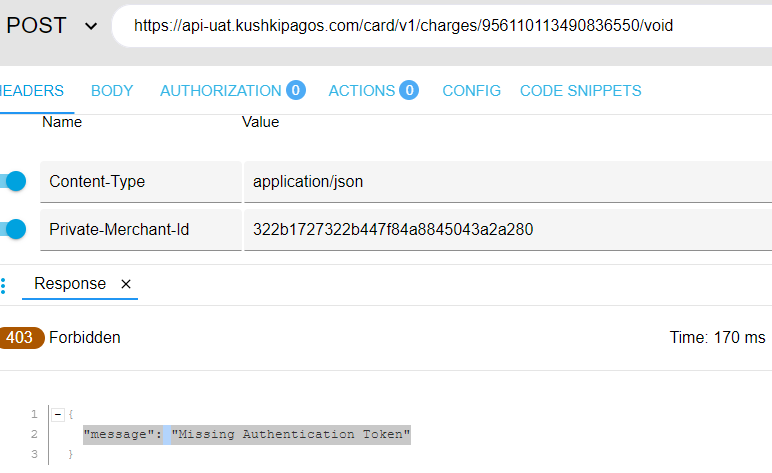 POST https://api-uat.kushkipagos.com/card/v1/charges/956110113490836550/void
HEADERS BODY AUTHORIZATION 0 ACTIONS 0 CONFIG CODE SNIPPETS
Name Value
Content-Type application/json
Private-Merchant-Id 322b1727322b447f84a8845043a2a280
Response ×
403 Forbidden Time: 170 ms
1 {
2 "message": "Missing Authentication Token"
3 }